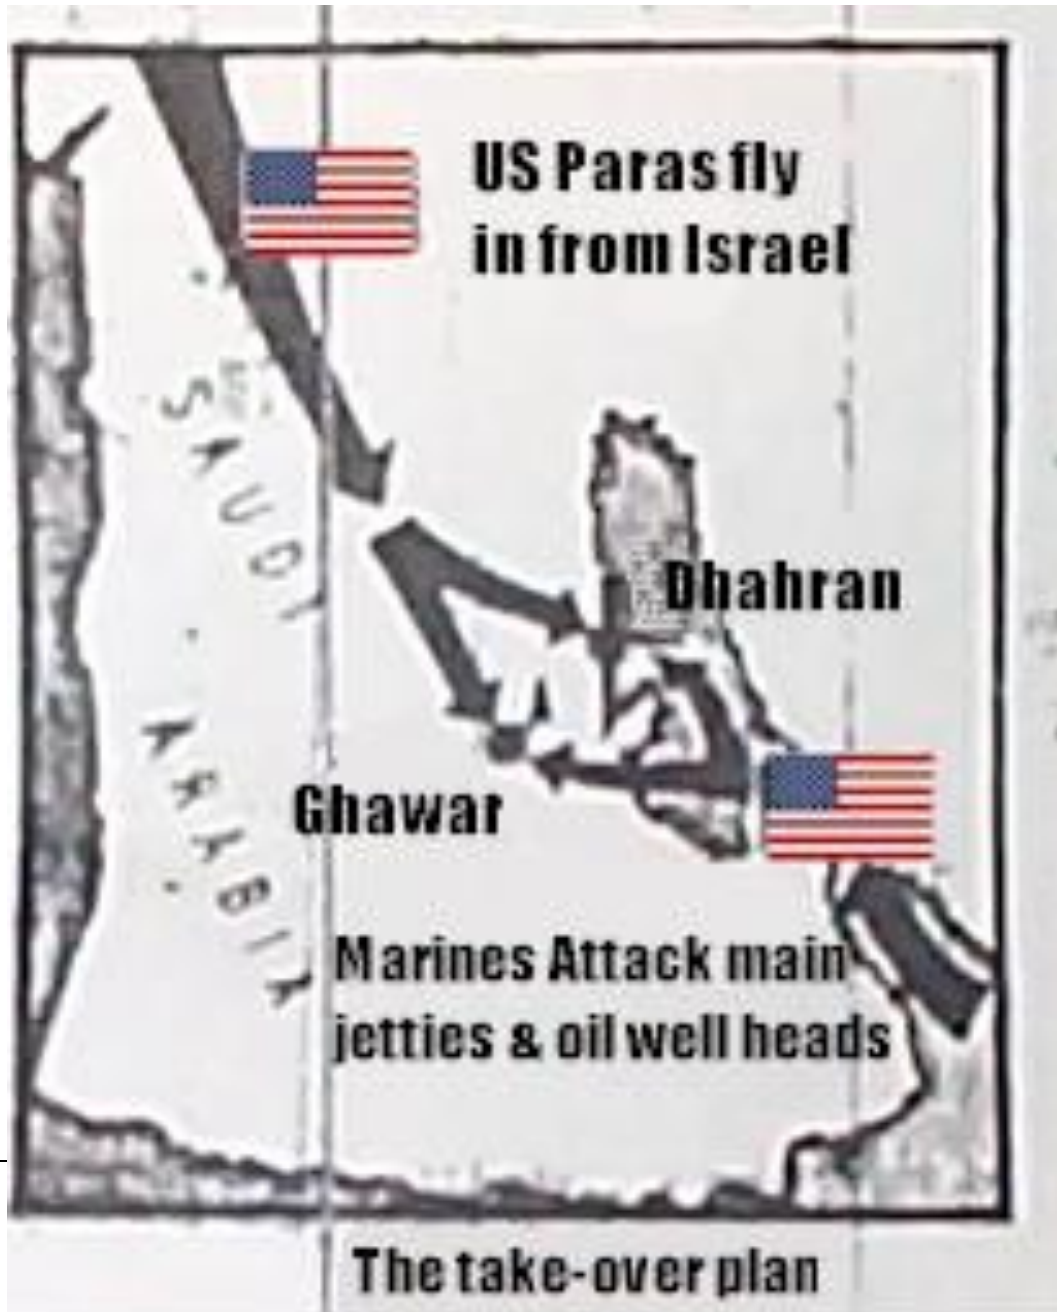 US Paras fly
in from Israel
SAUDI
ARABIA
Dhahran
Ghawar
Marines Attack main
jetties & oil well heads
The take-over plan